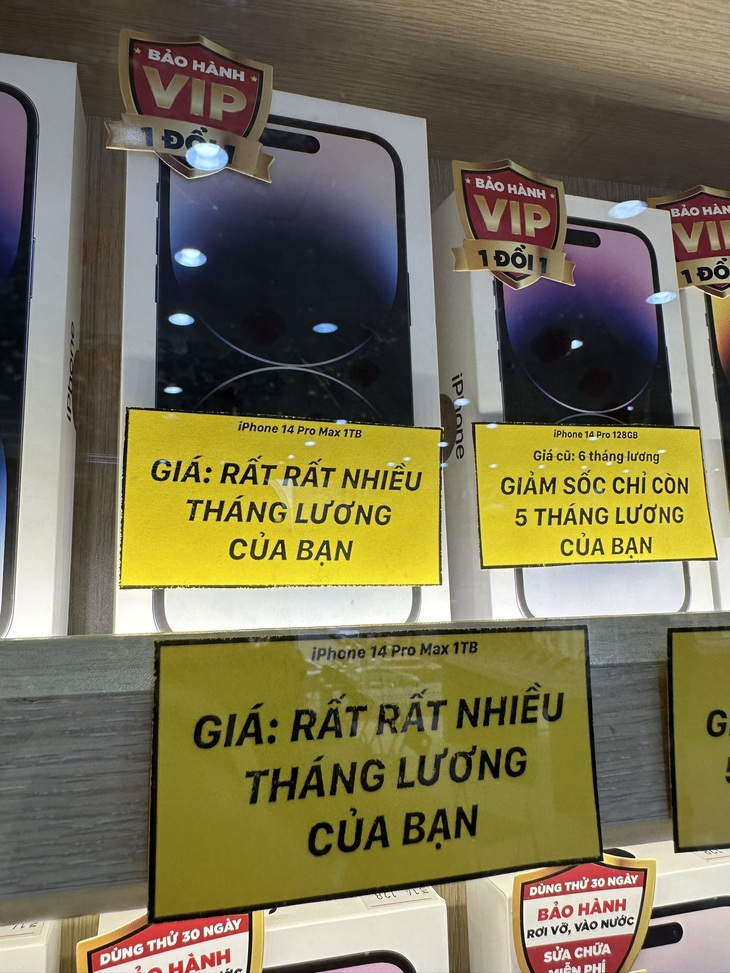 BẢO HÀNH
VIP
1 ĐỔI
BẢO HÀNH
VIP
1 ĐỔI 1
BẢO HÀNH
1 ĐỔI
iPhone
iPhone 14 Pro Max 1TB
GIÁ: RẤT RẤT NHIỀU
THÁNG LƯƠNG
CỦA BẠN
iPhone 14 Pro 128GB
Giá cũ: 6 tháng lương
GIẢM SỐC CHỈ CÒN
5 THÁNG LƯƠNG
CỦA BẠN
iPhone 14 Pro Max 1TB
GIÁ: RẤT RẤT NHIỀU
THÁNG LƯƠNG
CỦA BẠN
DÙNG THỬ 30 NGÀY
BẢO HÀNH
DÙNG THỬ 30 NGÀY
BẢO HÀNH
RƠI VỠ, VÀO NƯỚC
SỬA CHỮA
MIỄN PHÍ